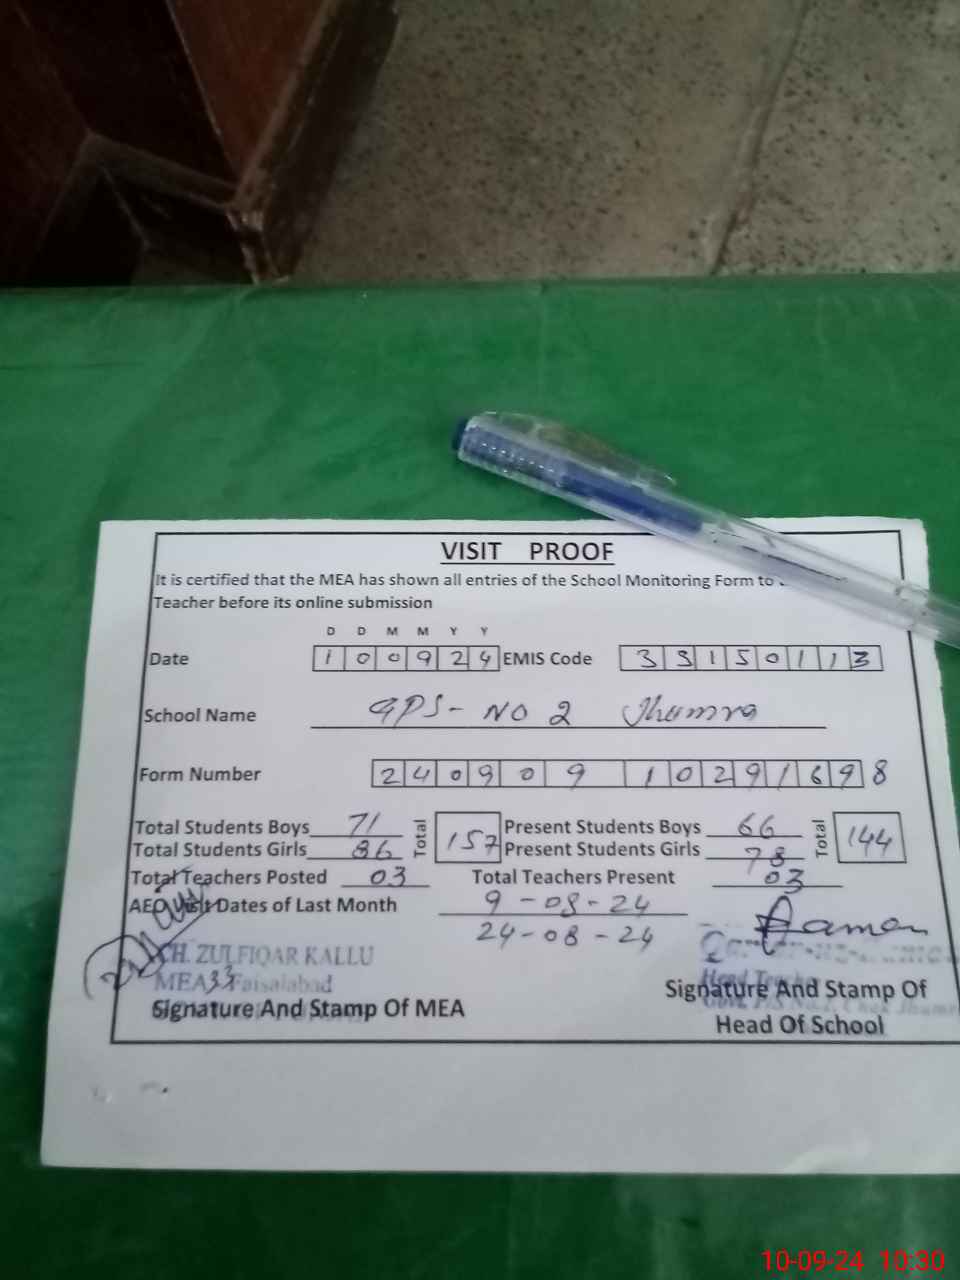 VISIT PROOF
It is certified that the MEA has shown all entries of the School Monitoring Form to
Teacher before its online submission
D D M M Y Y
Date 1 0 0 9 2 4 EMIS Code 3 3 1 5 0 1 1 3
School Name GPS - NO 2 Jhumra
Form Number 2 4 0 9 0 9 1 0 2 9 1 6 9 8
Total Students Boys 71 Total 157 Present Students Boys 66 Total 144
Total Students Girls 86 Present Students Girls 78
Total Teachers Posted 03 Total Teachers Present 03
AEO Visit Dates of Last Month 9-08-24
24-08-24
CH. ZULFIQAR KALLU
MEA 33 Faisalabad
Head Teacher
Signature And Stamp Of MEA
Signature And Stamp Of
Head Of School
10-09-24 10:30